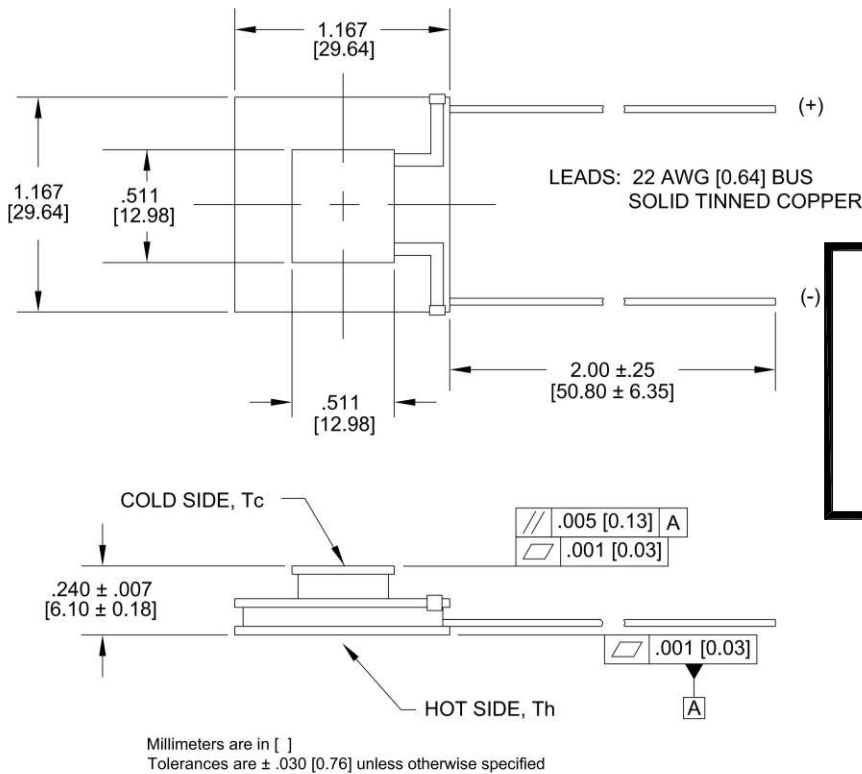 1.167
[29.64]
(+)
1.167
[29.64]
.511
[12.98]
LEADS: 22 AWG [0.64] BUS
SOLID TINNED COPPER
(-)
2.00 ±.25
[50.80 ± 6.35]
.511
[12.98]
COLD SIDE, Tc
// .005 [0.13] A
.001 [0.03]
.240 ± .007
[6.10 ± 0.18]
.001 [0.03]
A
HOT SIDE, Th
Millimeters are in [ ]
Tolerances are ± .030 [0.76] unless otherwise specified